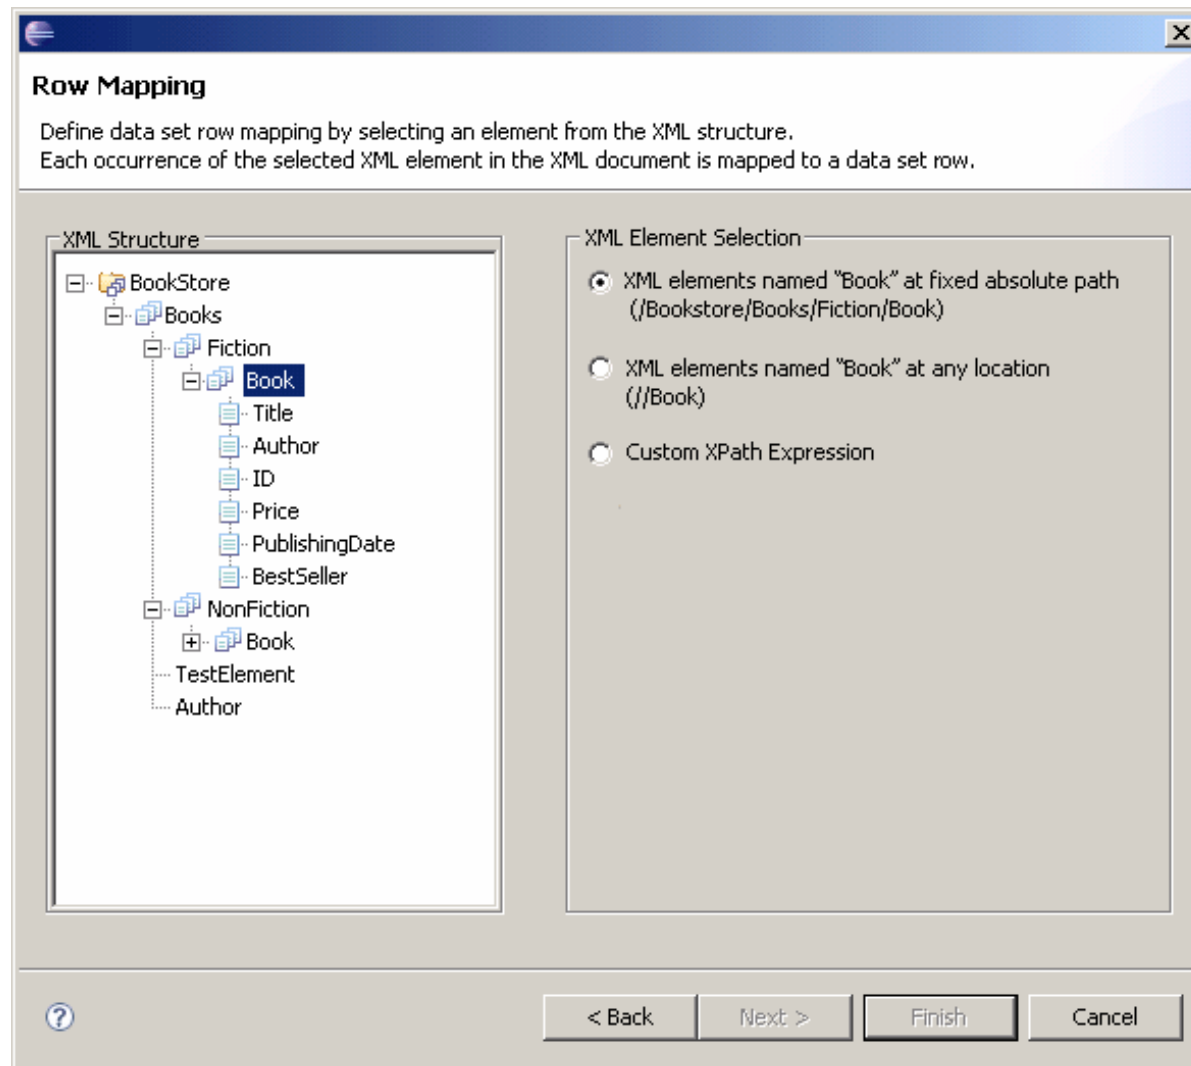 Row Mapping
Define data set row mapping by selecting an element from the XML structure.
Each occurrence of the selected XML element in the XML document is mapped to a data set row.
XML Structure
BookStore
Books
Fiction
Book
Title
Author
ID
Price
PublishingDate
BestSeller
NonFiction
Book
TestElement
Author
XML Element Selection
XML elements named "Book" at fixed absolute path
(/Bookstore/Books/Fiction/Book)
XML elements named "Book" at any location
(//Book)
Custom XPath Expression
< Back
Next >
Finish
Cancel